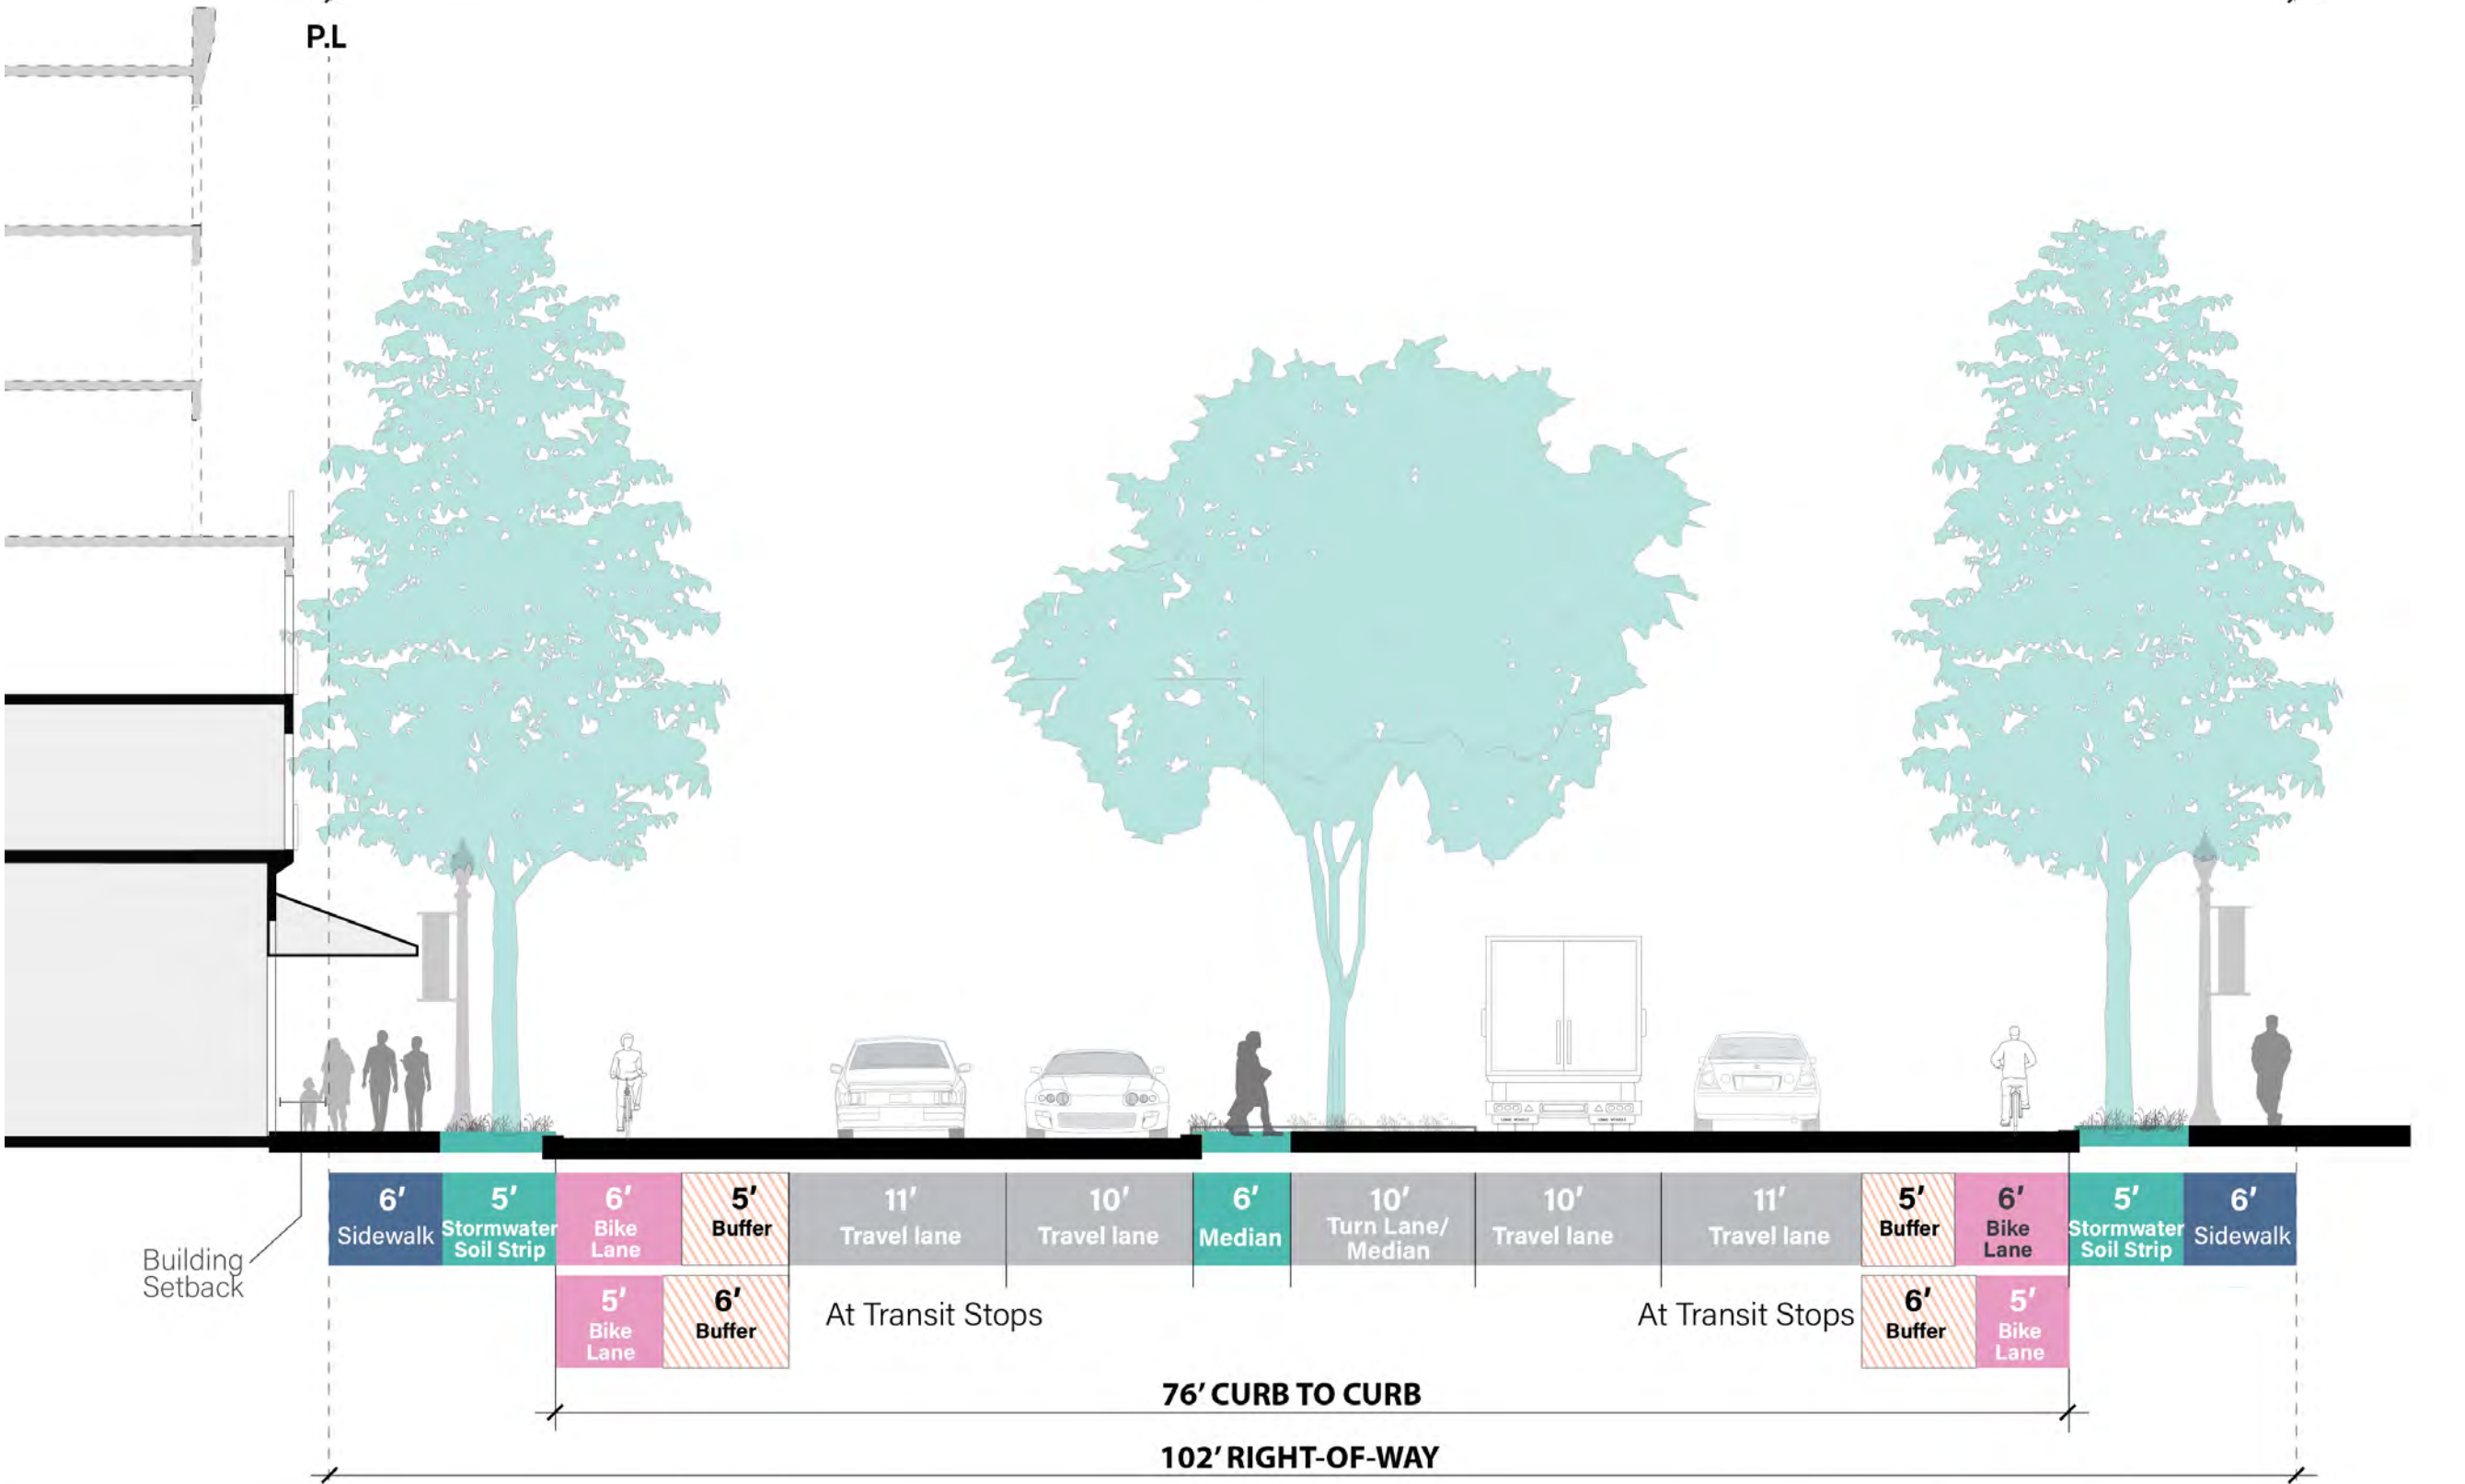 P.L
6′ 5′ 6′ 5′ 11′ 10′ 6′ 10′ 10′ 11′ 5′ 6′ 5′ 6′
Sidewalk Stormwater Bike Buffer Travel lane Travel lane Median Turn Lane/ Travel lane Travel lane Buffer Bike Stormwater Sidewalk
Soil Strip Lane Median Lane Soil Strip
Building
Setback
5′ 6′ At Transit Stops At Transit Stops 6′ 5′
Bike Buffer Buffer Bike
Lane Lane
76′ CURB TO CURB
102′ RIGHT-OF-WAY